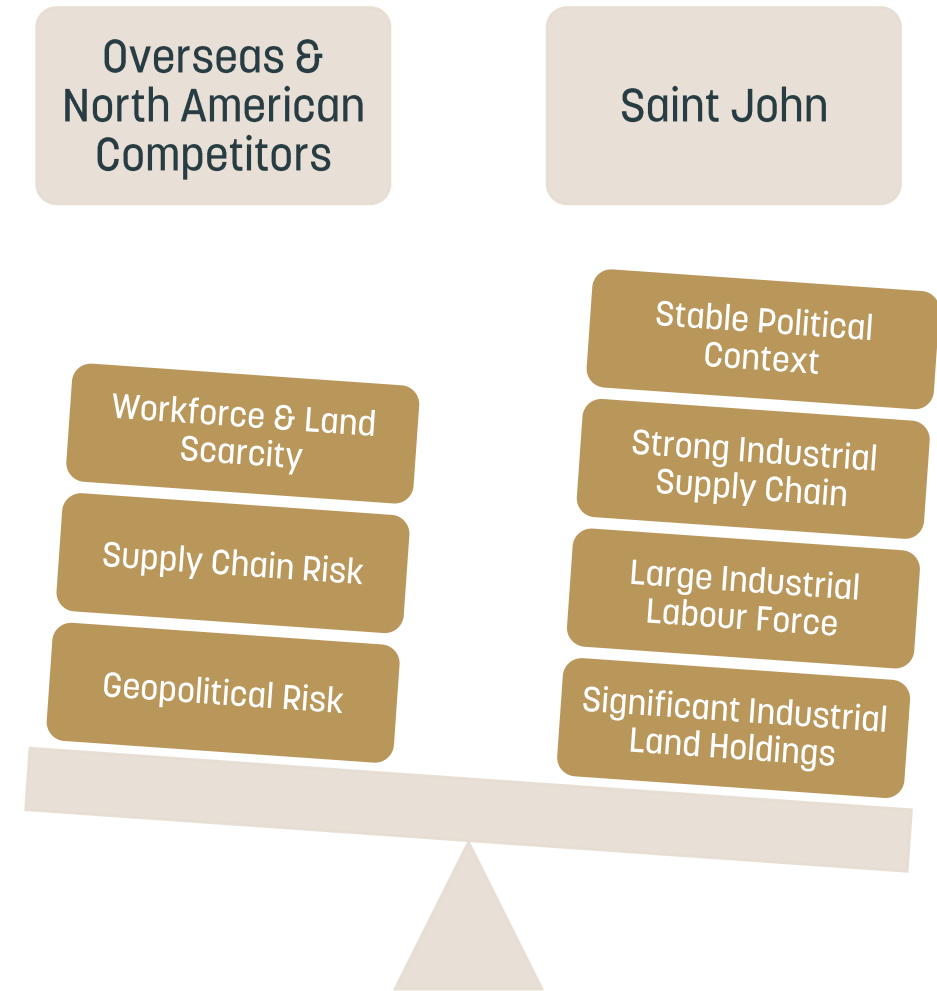 Overseas &
North American
Competitors
Saint John
Workforce & Land
Scarcity
Supply Chain Risk
Geopolitical Risk
Stable Political
Context
Strong Industrial
Supply Chain
Large Industrial
Labour Force
Significant Industrial
Land Holdings